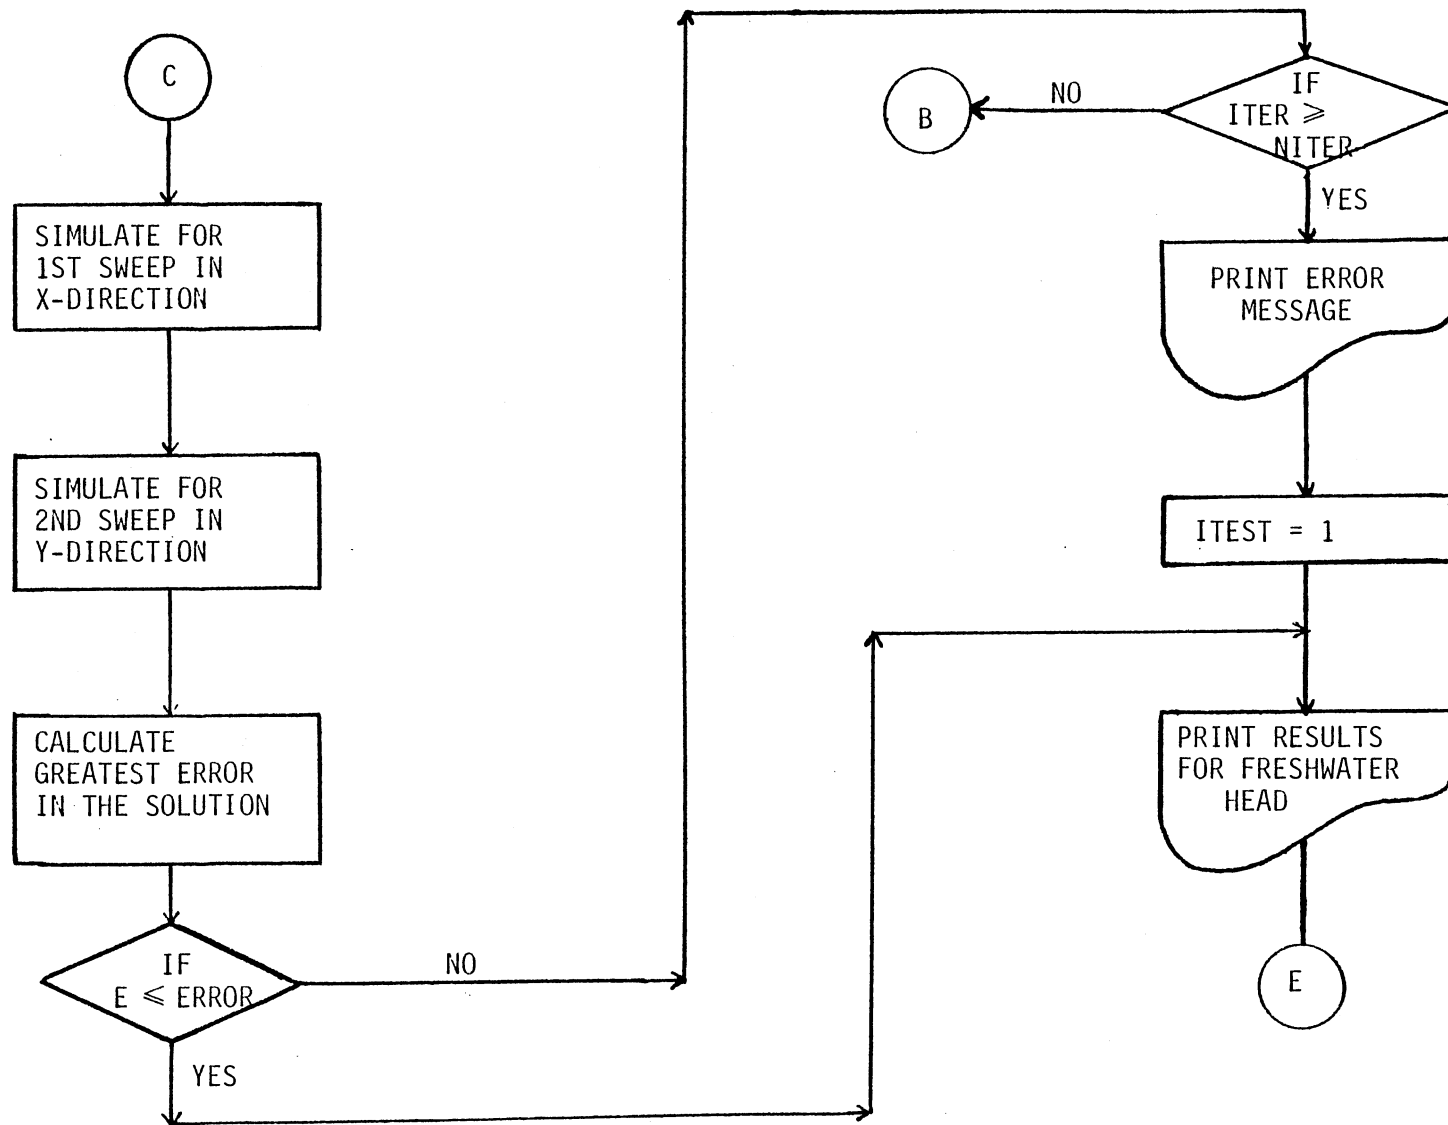 C
SIMULATE FOR
1ST SWEEP IN
X-DIRECTION
SIMULATE FOR
2ND SWEEP IN
Y-DIRECTION
CALCULATE
GREATEST ERROR
IN THE SOLUTION
IF
E ⩽ ERROR
NO
YES
IF
ITER ⩾
NITER
NO
B
YES
PRINT ERROR
MESSAGE
ITEST = 1
PRINT RESULTS
FOR FRESHWATER
HEAD
E